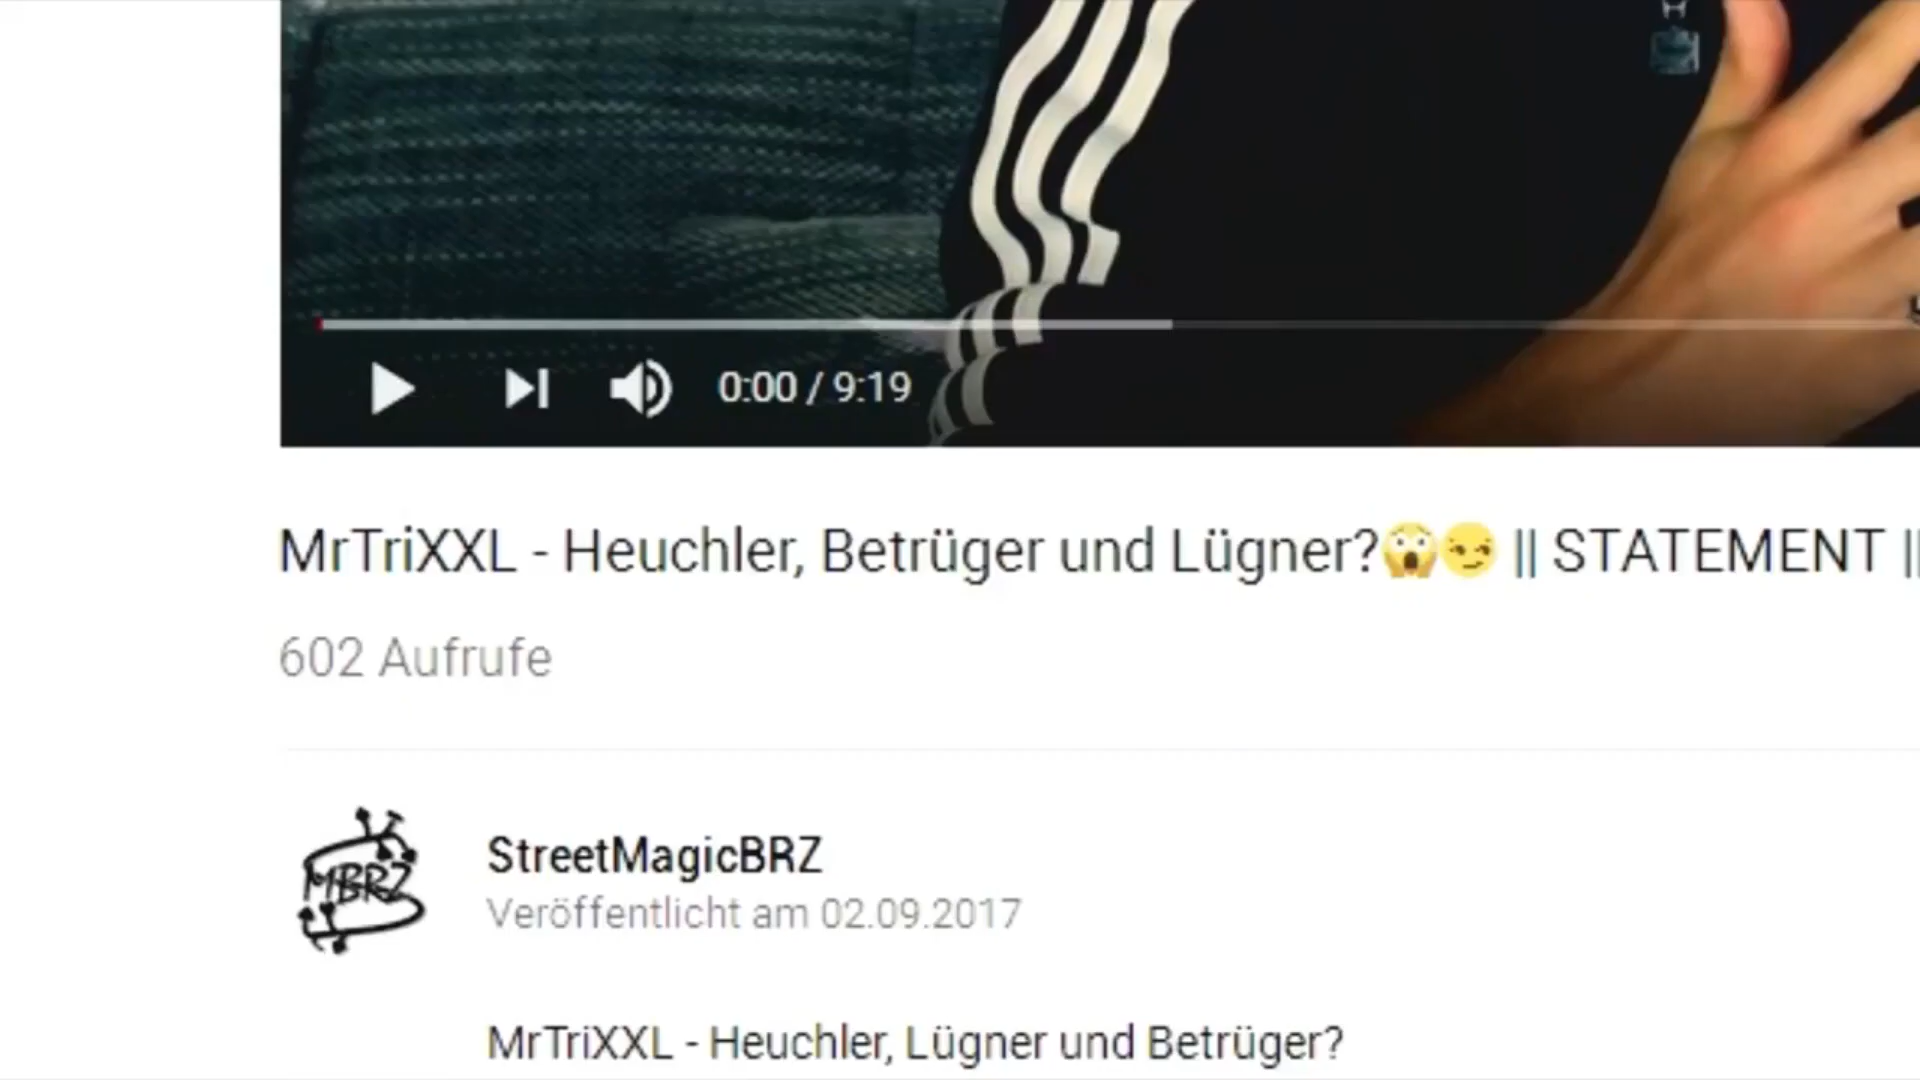 0:00 / 9:19
MrTriXXL - Heuchler, Betrüger und Lügner?😱😏 || STATEMENT ||
602 Aufrufe
MBRZ
StreetMagicBRZ
Veröffentlicht am 02.09.2017
MrTriXXL - Heuchler, Lügner und Betrüger?